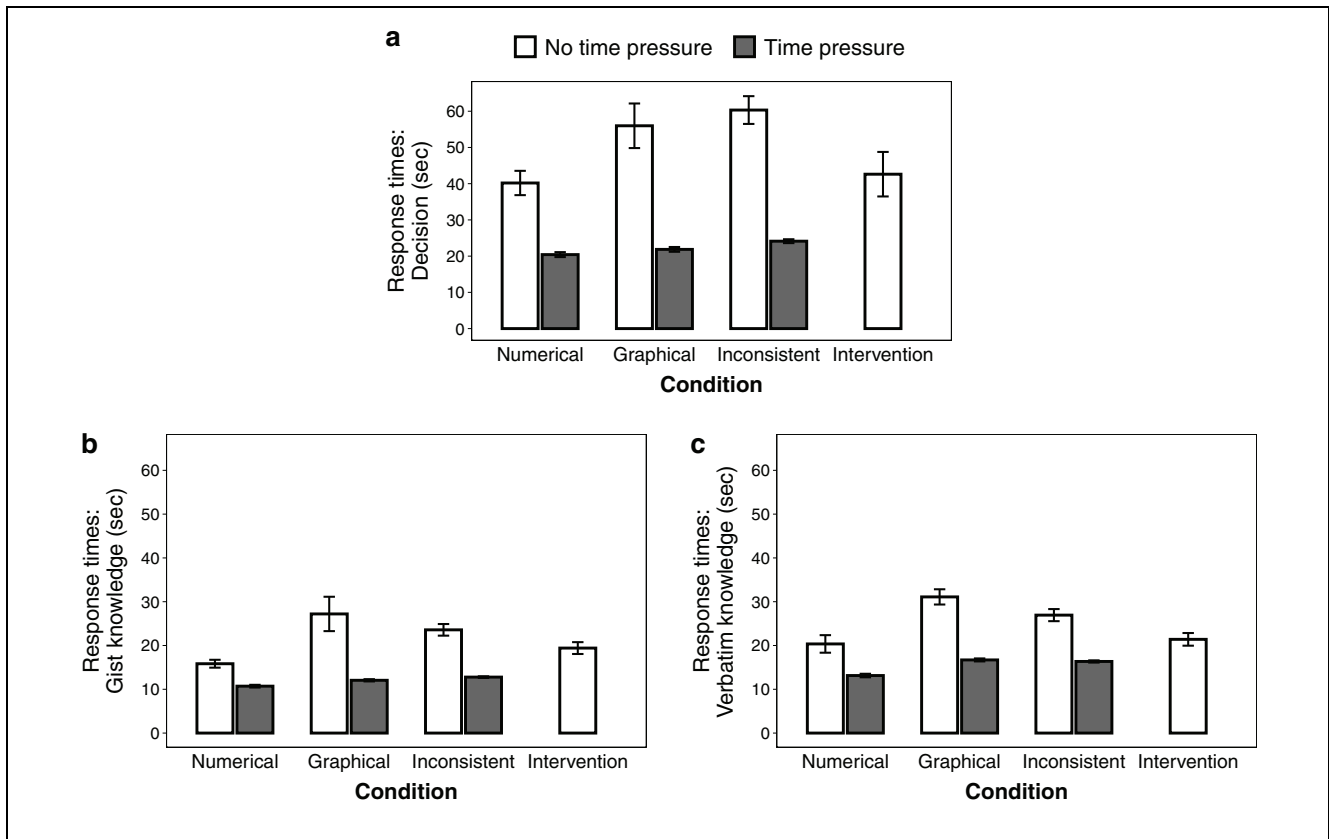 a
No time pressure Time pressure
Response times:
Decision (sec)
60
50
40
30
20
10
0
Numerical Graphical Inconsistent Intervention
Condition
b
Response times:
Gist knowledge (sec)
60
50
40
30
20
10
0
Numerical Graphical Inconsistent Intervention
Condition
c
Response times:
Verbatim knowledge (sec)
60
50
40
30
20
10
0
Numerical Graphical Inconsistent Intervention
Condition